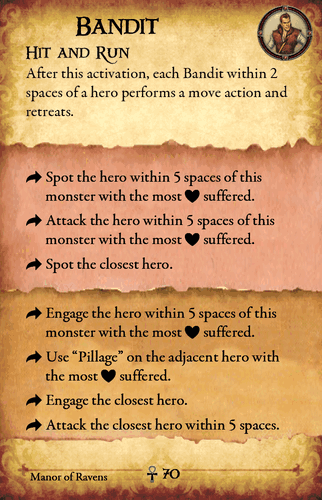 Bandit
Hit and Run
After this activation, each Bandit within 2
spaces of a hero performs a move action and
retreats.
Spot the hero within 5 spaces of this
monster with the most ♥ suffered.
Attack the hero within 5 spaces of this
monster with the most ♥ suffered.
Spot the closest hero.
Engage the hero within 5 spaces of this
monster with the most ♥ suffered.
Use “Pillage” on the adjacent hero with
the most ♥ suffered.
Engage the closest hero.
Attack the closest hero within 5 spaces.
Manor of Ravens
70